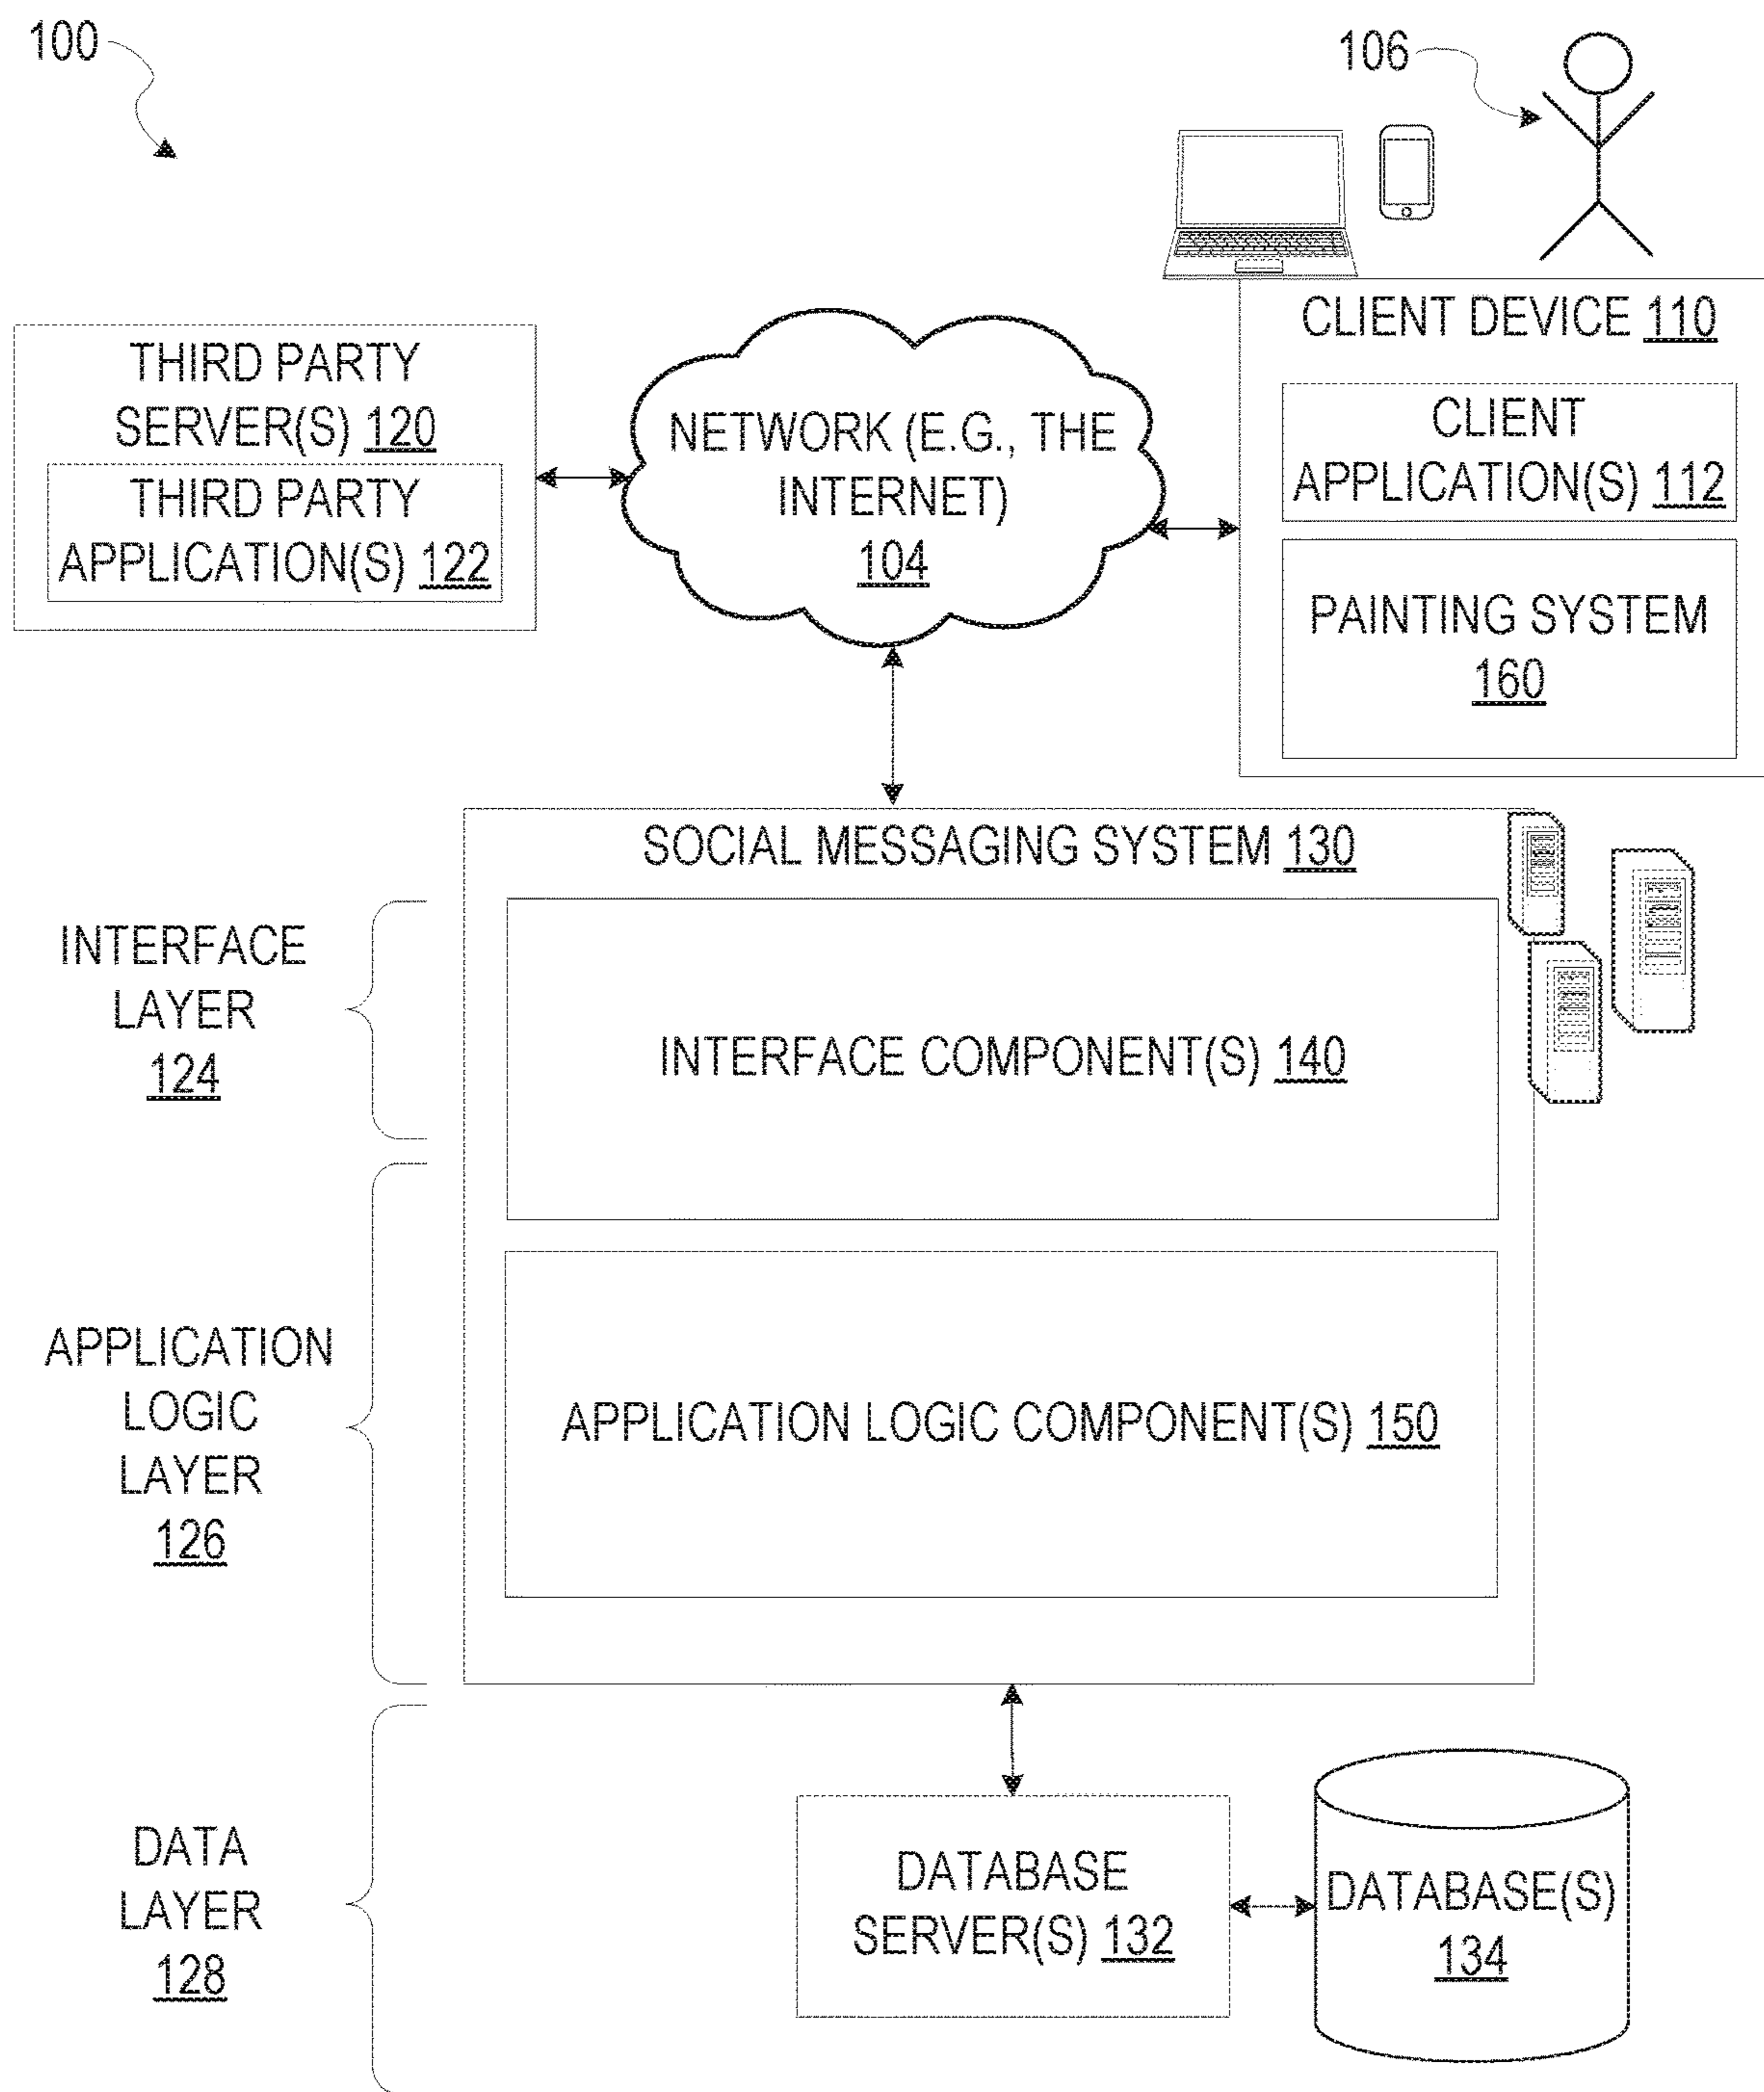 100
106
CLIENT DEVICE 110
CLIENT
APPLICATION(S) 112
PAINTING SYSTEM
160
THIRD PARTY
SERVER(S) 120
THIRD PARTY
APPLICATION(S) 122
NETWORK (E.G., THE
INTERNET)
104
SOCIAL MESSAGING SYSTEM 130
INTERFACE
LAYER
124
INTERFACE COMPONENT(S) 140
APPLICATION
LOGIC
LAYER
126
APPLICATION LOGIC COMPONENT(S) 150
DATA
LAYER
128
DATABASE
SERVER(S) 132
DATABASE(S)
134